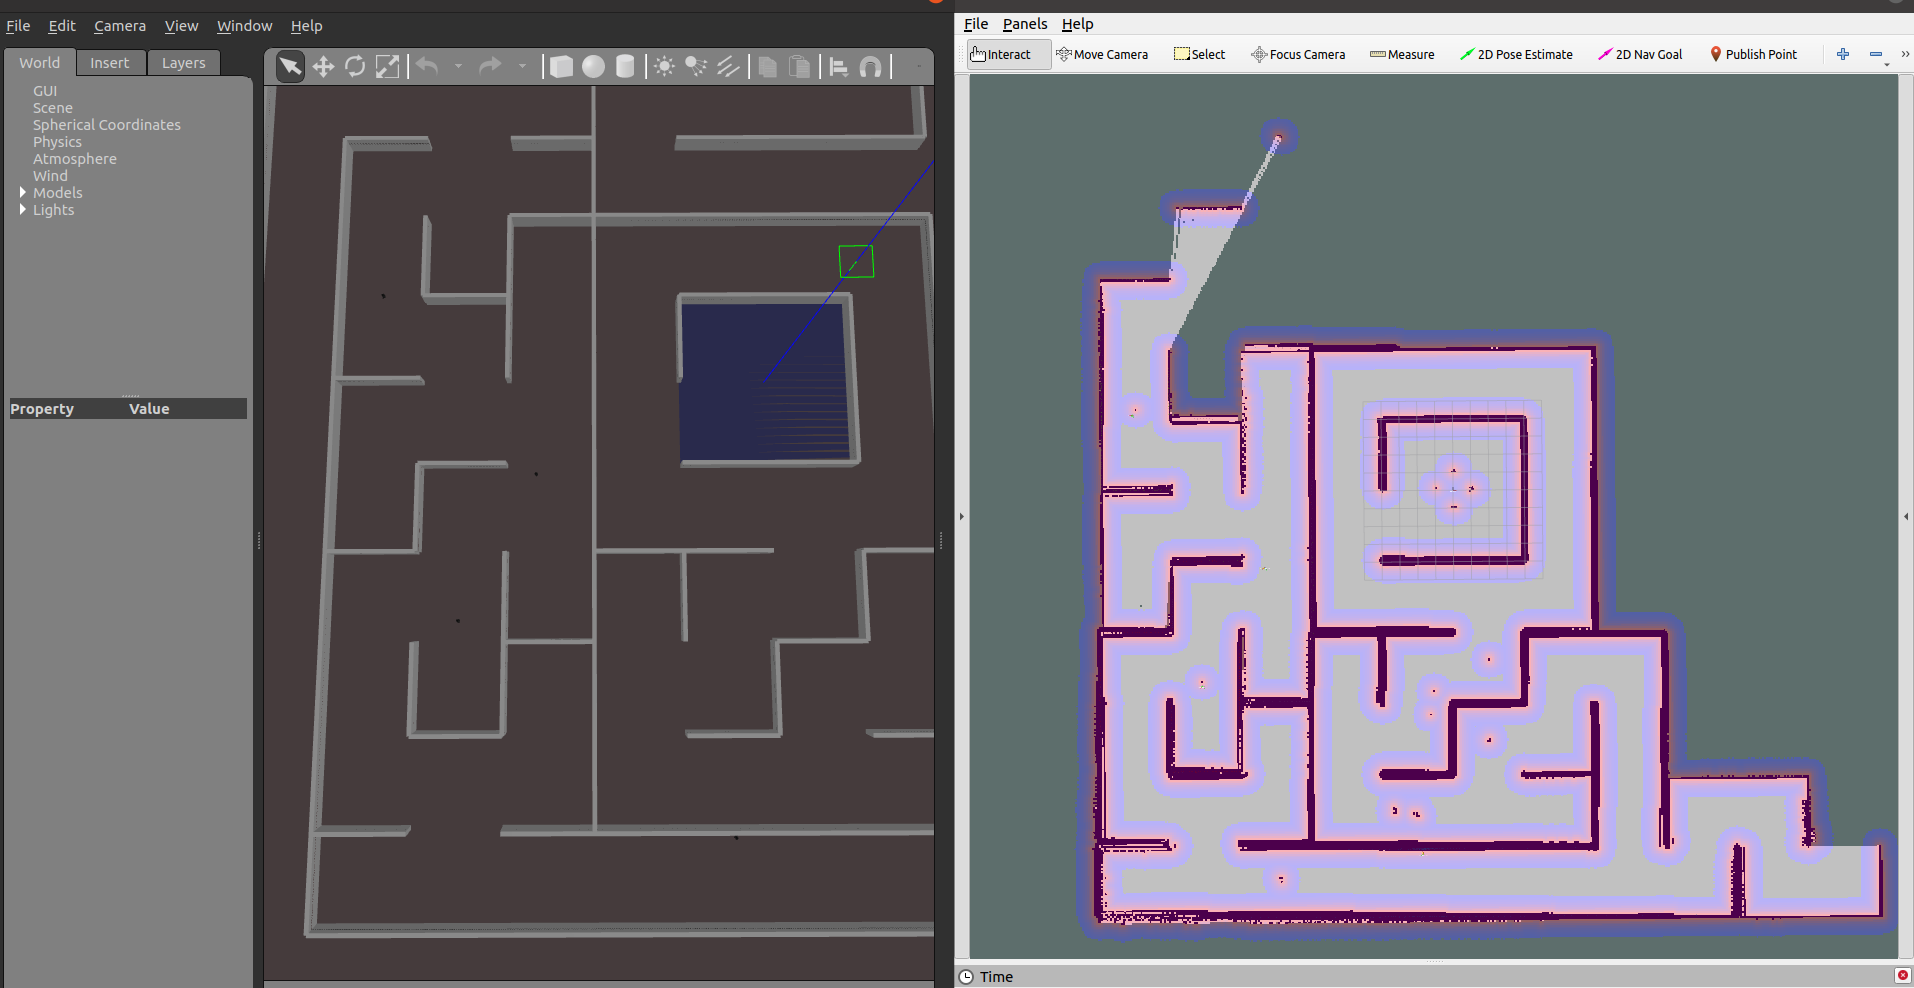 File Edit Camera View Window Help
World Insert Layers
GUI
Scene
Spherical Coordinates
Physics
Atmosphere
Wind
Models
Lights
Property Value
File Panels Help
Interact Move Camera Select Focus Camera Measure 2D Pose Estimate 2D Nav Goal Publish Point
Time